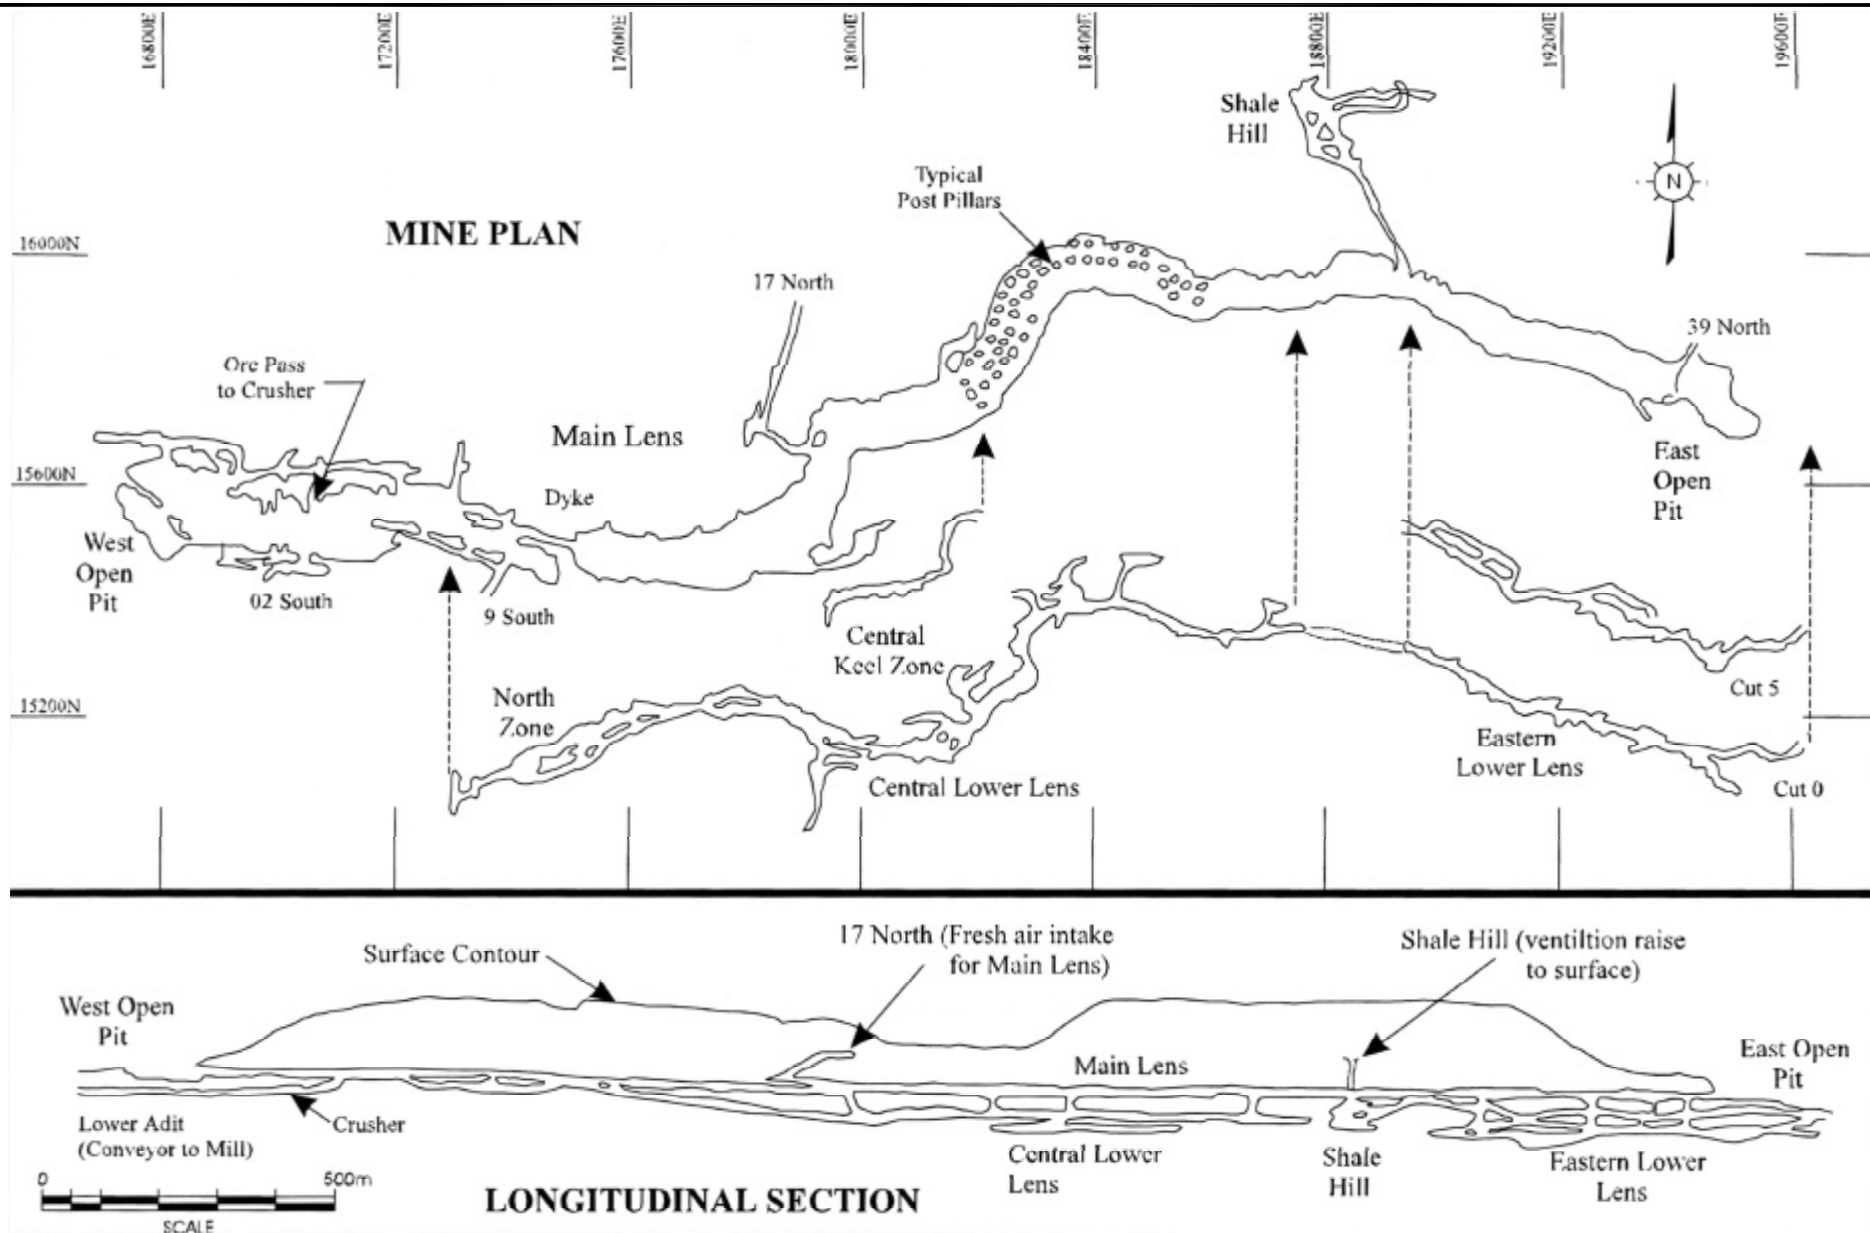 16800E
17200E
17600E
18000E
18400E
18800E
19200E
19600E
Shale
Hill
Typical
Post Pillars
N
MINE PLAN
16000N
17 North
39 North
Ore Pass
to Crusher
Main Lens
East
Open
Pit
15600N
Dyke
West
Open
Pit
02 South
9 South
Central
Keel Zone
North
Zone
Cut 5
15200N
Eastern
Lower Lens
Central Lower Lens
Cut 0
17 North (Fresh air intake
for Main Lens)
Shale Hill (ventiltion raise
to surface)
Surface Contour
West Open
Pit
Main Lens
East Open
Pit
Lower Adit
(Conveyor to Mill)
Crusher
Central Lower
Lens
Shale
Hill
Eastern Lower
Lens
0 500m
SCALE
LONGITUDINAL SECTION